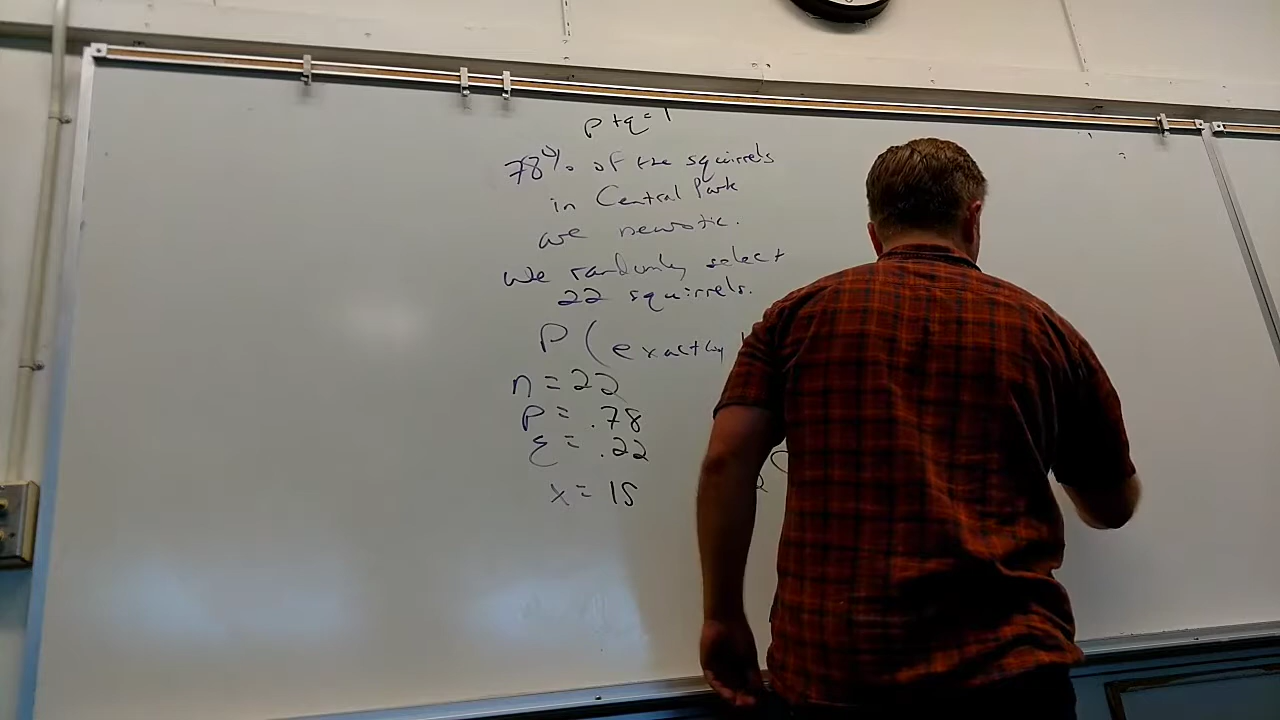 p+q=1
78% of the squirrels
in Central Park
are neurotic.
We randomly select
22 squirrels.
P(exactly
n=22
p=.78
q=.22
x=15